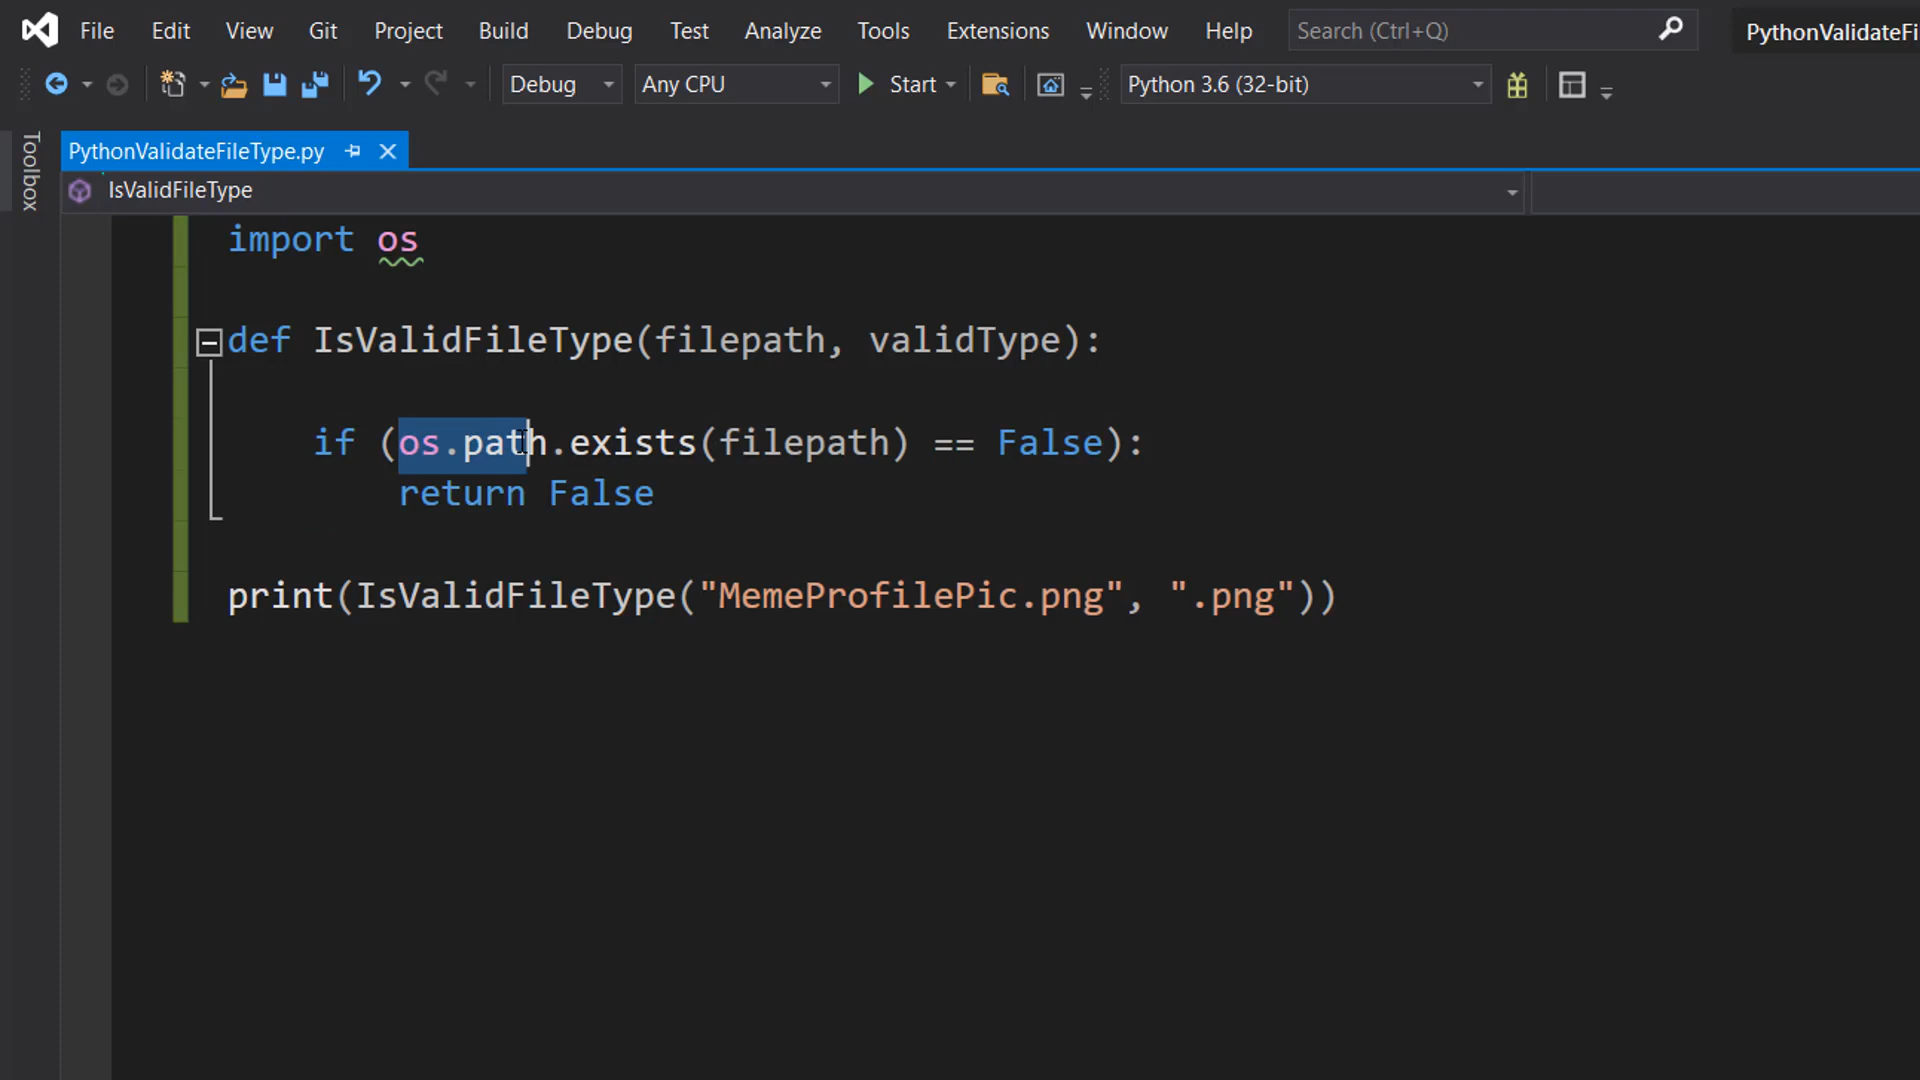 File Edit View Git Project Build Debug Test Analyze Tools Extensions Window Help Search (Ctrl+Q) PythonValidateFi
Debug Any CPU Start Python 3.6 (32-bit)
Toolbox
PythonValidateFileType.py
IsValidFileType
import os
def IsValidFileType(filepath, validType):
if (os.path.exists(filepath) == False):
return False
print(IsValidFileType("MemeProfilePic.png", ".png"))